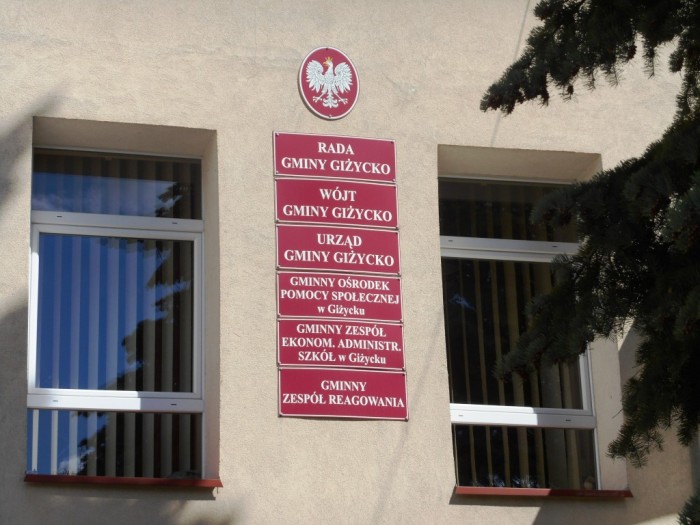 RADA
GMINY GIŻYCKO
WÓJT
GMINY GIŻYCKO
URZĄD
GMINY GIŻYCKO
GMINNY OŚRODEK
POMOCY SPOŁECZNEJ
w Giżycku
GMINNY ZESPÓŁ
EKONOM. ADMINISTR.
SZKÓŁ w Giżycku
GMINNY
ZESPÓŁ REAGOWANIA